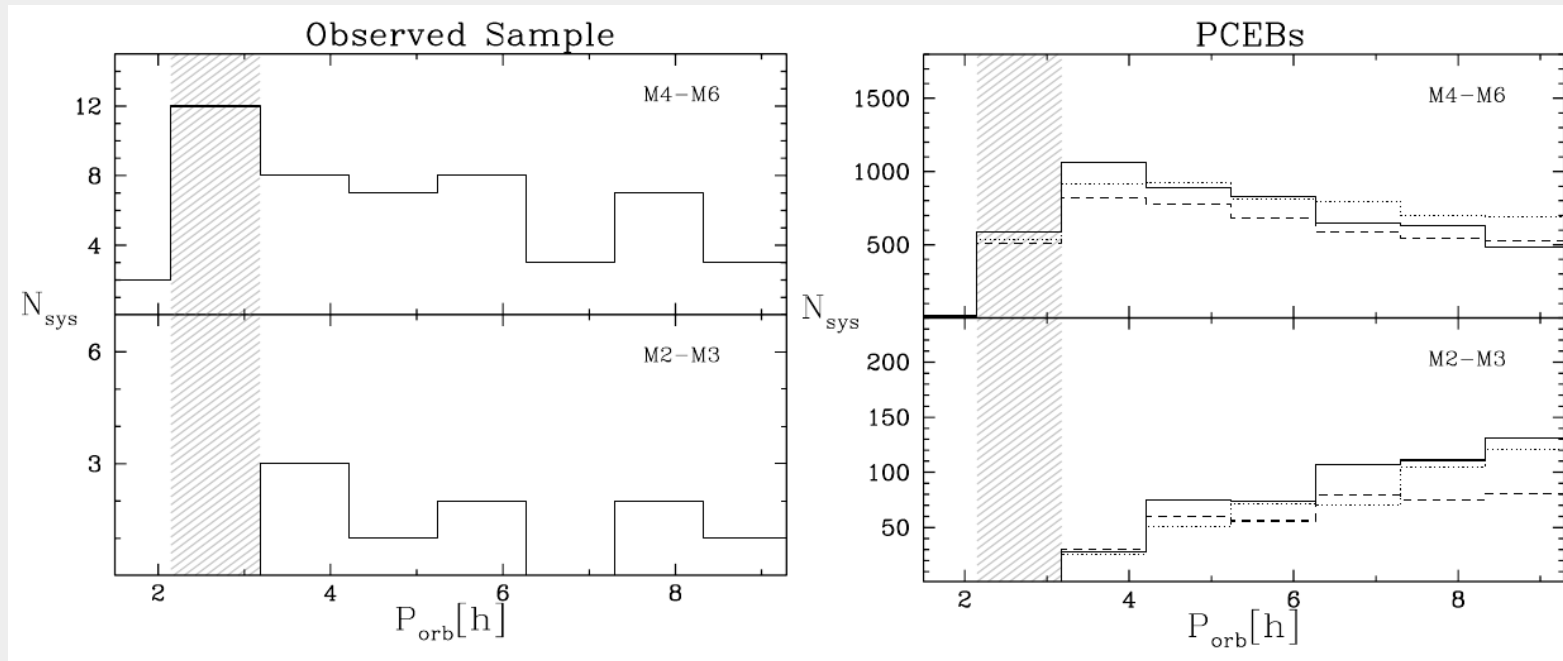 Observed Sample
12
8
4
M4-M6
N_sys
6
3
M2-M3
2 4 6 8
P_orb[h]
PCEBs
1500
1000
500
M4-M6
N_sys
200
150
100
50
M2-M3
2 4 6 8
P_orb[h]